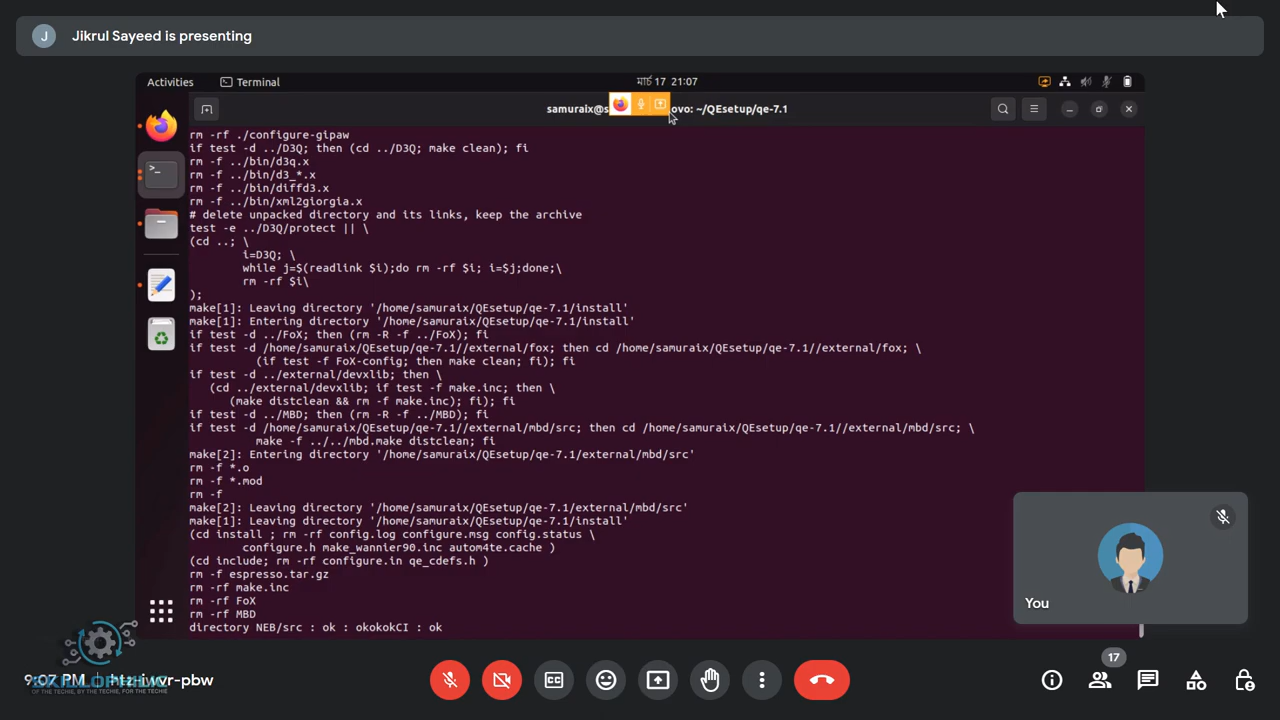 J Jikrul Sayeed is presenting
Activities Terminal मार्च 17 21:07
samuraix@s ovo: ~/QEsetup/qe-7.1
rm -rf ./configure-gipaw
if test -d ../D3Q; then (cd ../D3Q; make clean); fi
rm -f ../bin/d3q.x
rm -f ../bin/d3_*.x
rm -f ../bin/diffd3.x
rm -f ../bin/xml2giorgia.x
# delete unpacked directory and its links, keep the archive
test -e ../D3Q/protect || \
(cd ..; \
i=D3Q; \
while j=$(readlink $i);do rm -rf $i; i=$j;done;\
rm -rf $i\
);
make[1]: Leaving directory '/home/samuraix/QEsetup/qe-7.1/install'
make[1]: Entering directory '/home/samuraix/QEsetup/qe-7.1/install'
if test -d ../FoX; then (rm -R -f ../FoX); fi
if test -d /home/samuraix/QEsetup/qe-7.1//external/fox; then cd /home/samuraix/QEsetup/qe-7.1//external/fox; \
(if test -f FoX-config; then make clean; fi); fi
if test -d ../external/devxlib; then \
(cd ../external/devxlib; if test -f make.inc; then \
(make distclean && rm -f make.inc); fi); fi
if test -d ../MBD; then (rm -R -f ../MBD); fi
if test -d /home/samuraix/QEsetup/qe-7.1//external/mbd/src; then cd /home/samuraix/QEsetup/qe-7.1//external/mbd/src; \
make -f ../../mbd.make distclean; fi
make[2]: Entering directory '/home/samuraix/QEsetup/qe-7.1/external/mbd/src'
rm -f *.o
rm -f *.mod
rm -f
make[2]: Leaving directory '/home/samuraix/QEsetup/qe-7.1/external/mbd/src'
make[1]: Leaving directory '/home/samuraix/QEsetup/qe-7.1/install'
(cd install ; rm -rf config.log configure.msg config.status \
configure.h make_wannier90.inc autom4te.cache )
(cd include; rm -rf configure.in qe_cdefs.h )
rm -f espresso.tar.gz
rm -rf make.inc
rm -rf FoX
rm -rf MBD
directory NEB/src : ok : okokokCI : ok
You
17
9:07 PM
OF THE TECHIE, BY THE TECHIE, FOR THE TECHIE